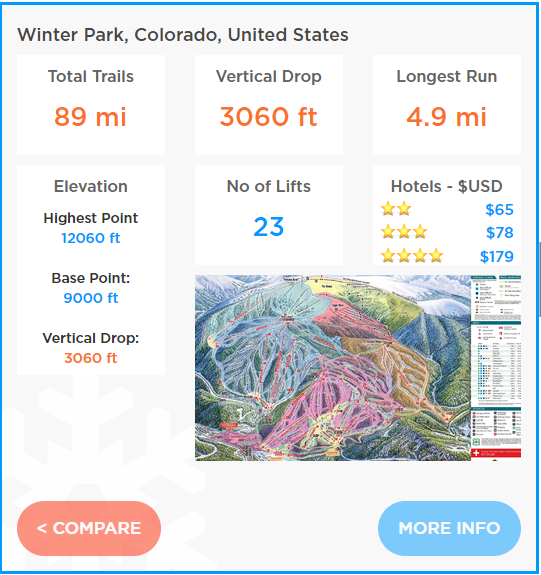 Winter Park, Colorado, United States
Total Trails
89 mi
Vertical Drop
3060 ft
Longest Run
4.9 mi
Elevation
Highest Point
12060 ft
Base Point:
9000 ft
Vertical Drop:
3060 ft
No of Lifts
23
Hotels - $USD
$65
$78
$179
1
< COMPARE
MORE INFO